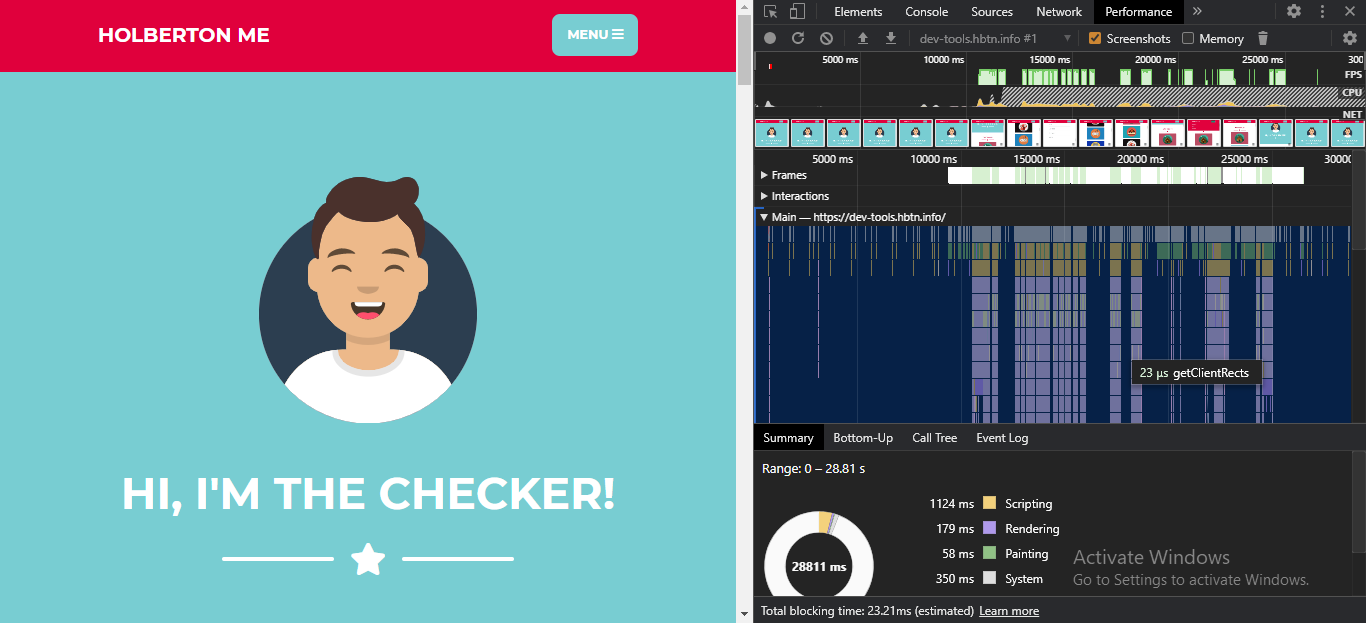 HOLBERTON ME
MENU
HI, I'M THE CHECKER!
Elements Console Sources Network Performance
dev-tools.hbtn.info #1 Screenshots Memory
5000 ms 10000 ms 15000 ms 20000 ms 25000 ms 300
FPS
CPU
NET
5000 ms 10000 ms 15000 ms 20000 ms 25000 ms 30000
Frames
Interactions
Main — https://dev-tools.hbtn.info/
23 μs getClientRects
Summary Bottom-Up Call Tree Event Log
Range: 0 – 28.81 s
1124 ms Scripting
179 ms Rendering
58 ms Painting
350 ms System
28811 ms
Activate Windows
Go to Settings to activate Windows.
Total blocking time: 23.21ms (estimated) Learn more